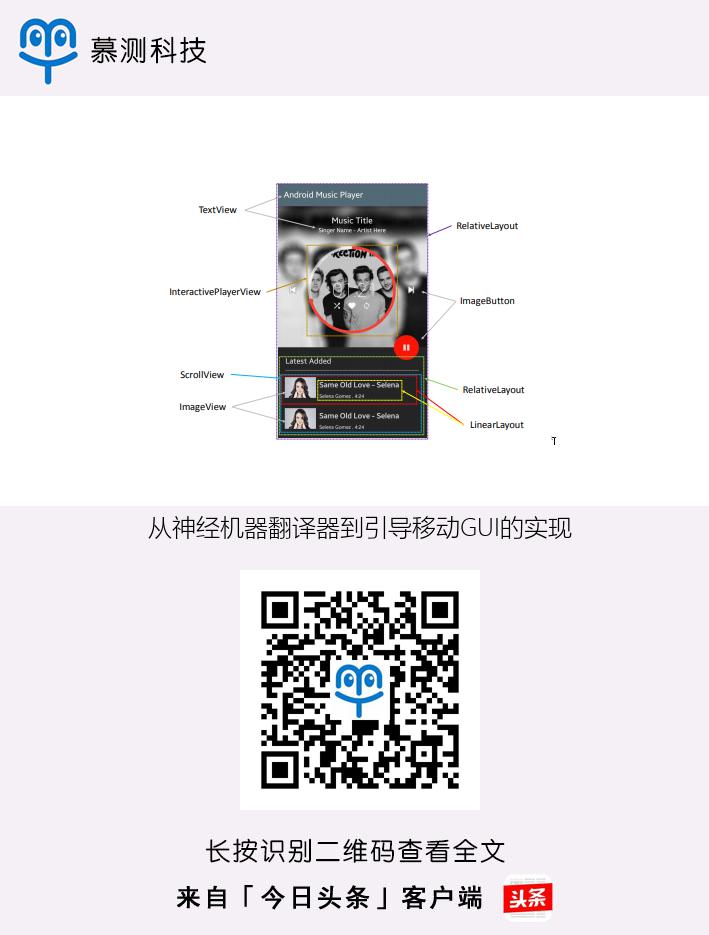 慕测科技
Android Music Player
TextView
Music Title
RelativeLayout
Singer Name - Artist Here
InteractivePlayerView
ImageButton
Latest Added
ScrollView
Same Old Love - Selena
RelativeLayout
Selena Gomez . 4:24
ImageView
Same Old Love - Selena
LinearLayout
Selena Gomez . 4:24
从神经机器翻译器到引导移动GUI的实现
长按识别二维码查看全文
来自「今日头条」客户端
头条